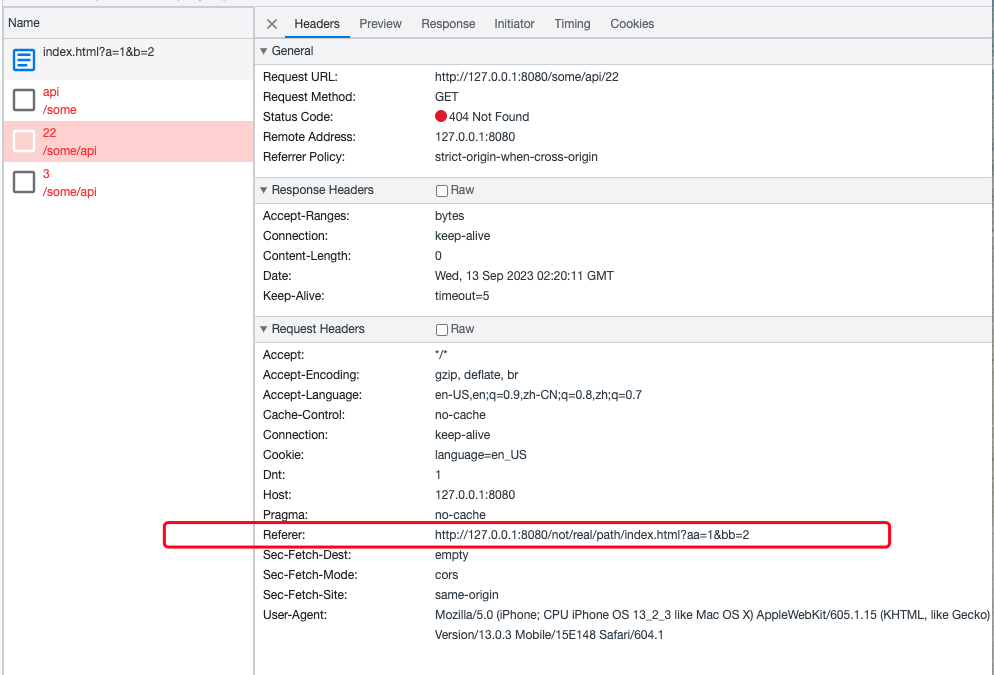 Name
index.html?a=1&b=2
api
/some
22
/some/api
3
/some/api
Headers Preview Response Initiator Timing Cookies
General
Request URL: http://127.0.0.1:8080/some/api/22
Request Method: GET
Status Code: 404 Not Found
Remote Address: 127.0.0.1:8080
Referrer Policy: strict-origin-when-cross-origin
Response Headers Raw
Accept-Ranges: bytes
Connection: keep-alive
Content-Length: 0
Date: Wed, 13 Sep 2023 02:20:11 GMT
Keep-Alive: timeout=5
Request Headers Raw
Accept: */*
Accept-Encoding: gzip, deflate, br
Accept-Language: en-US,en;q=0.9,zh-CN;q=0.8,zh;q=0.7
Cache-Control: no-cache
Connection: keep-alive
Cookie: language=en_US
Dnt: 1
Host: 127.0.0.1:8080
Pragma: no-cache
Referer: http://127.0.0.1:8080/not/real/path/index.html?aa=1&bb=2
Sec-Fetch-Dest: empty
Sec-Fetch-Mode: cors
Sec-Fetch-Site: same-origin
User-Agent: Mozilla/5.0 (iPhone; CPU iPhone OS 13_2_3 like Mac OS X) AppleWebKit/605.1.15 (KHTML, like Gecko)
Version/13.0.3 Mobile/15E148 Safari/604.1